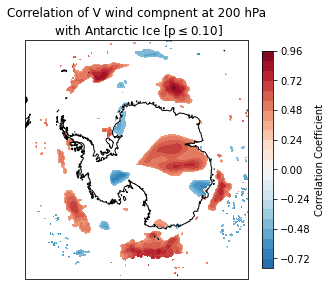 Correlation of V wind compnent at 200 hPa
with Antarctic Ice [p ≤ 0.10]
0.96
0.72
0.48
0.24
0.00
−0.24
−0.48
−0.72
Correlation Coefficient